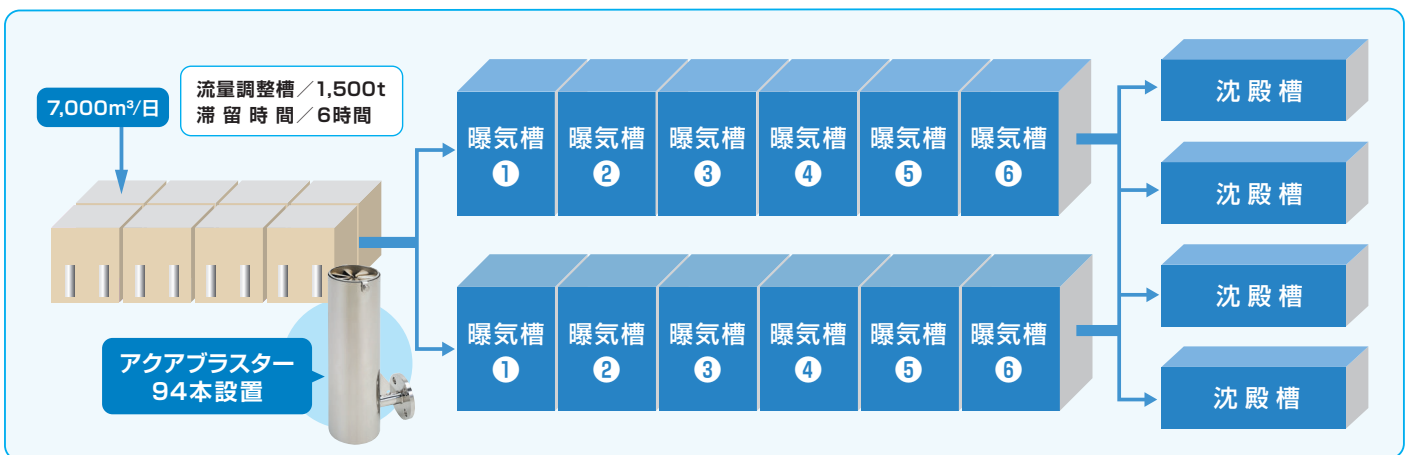 7,000m³/日
流量調整槽／1,500t
滞留時間／6時間
アクアブラスター
94本設置
曝気槽
❶
曝気槽
❷
曝気槽
❸
曝気槽
❹
曝気槽
❺
曝気槽
❻
曝気槽
❶
曝気槽
❷
曝気槽
❸
曝気槽
❹
曝気槽
❺
曝気槽
❻
沈殿槽
沈殿槽
沈殿槽
沈殿槽